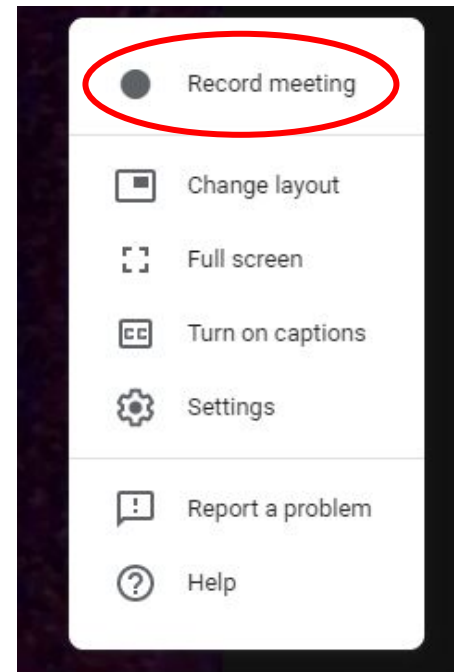 Record meeting
Change layout
Full screen
CC Turn on captions
Settings
! Report a problem
? Help